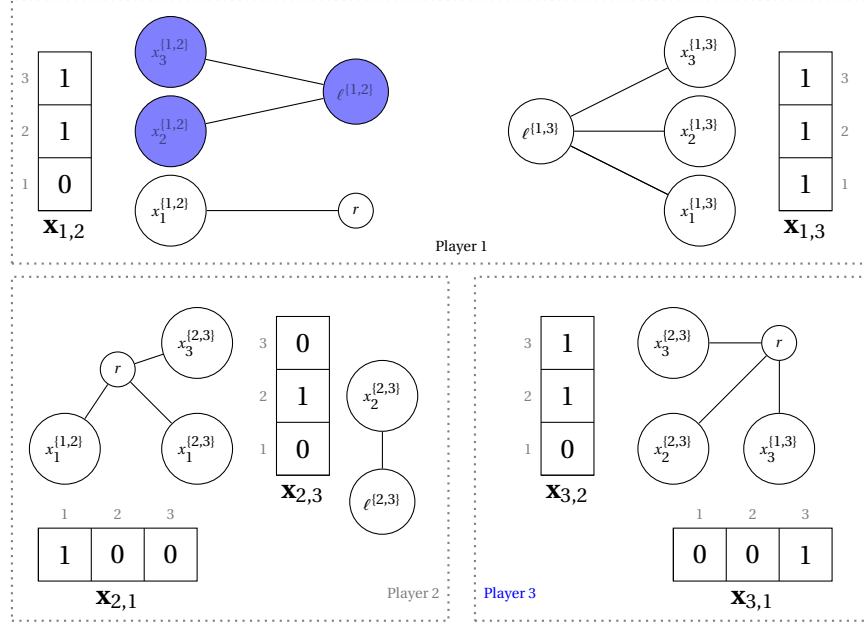 3 1 x_3^{1,2} ℓ^{1,2} x_3^{1,3} 1 3
2 1 x_2^{1,2} ℓ^{1,3} x_2^{1,3} 1 2
1 0 x_1^{1,2} r x_1^{1,3} 1 1
x_{1,2} x_{1,3}
Player 1
x_3^{2,3}
r
x_1^{1,2} x_1^{2,3}
3 0
2 1
1 0
x_{2,3}
x_2^{2,3}
ℓ^{2,3}
1 2 3
1 0 0
x_{2,1}
Player 2
3 1
2 1
1 0
x_{3,2}
x_3^{2,3} r
x_2^{2,3} x_3^{1,3}
1 2 3
0 0 1
x_{3,1}
Player 3